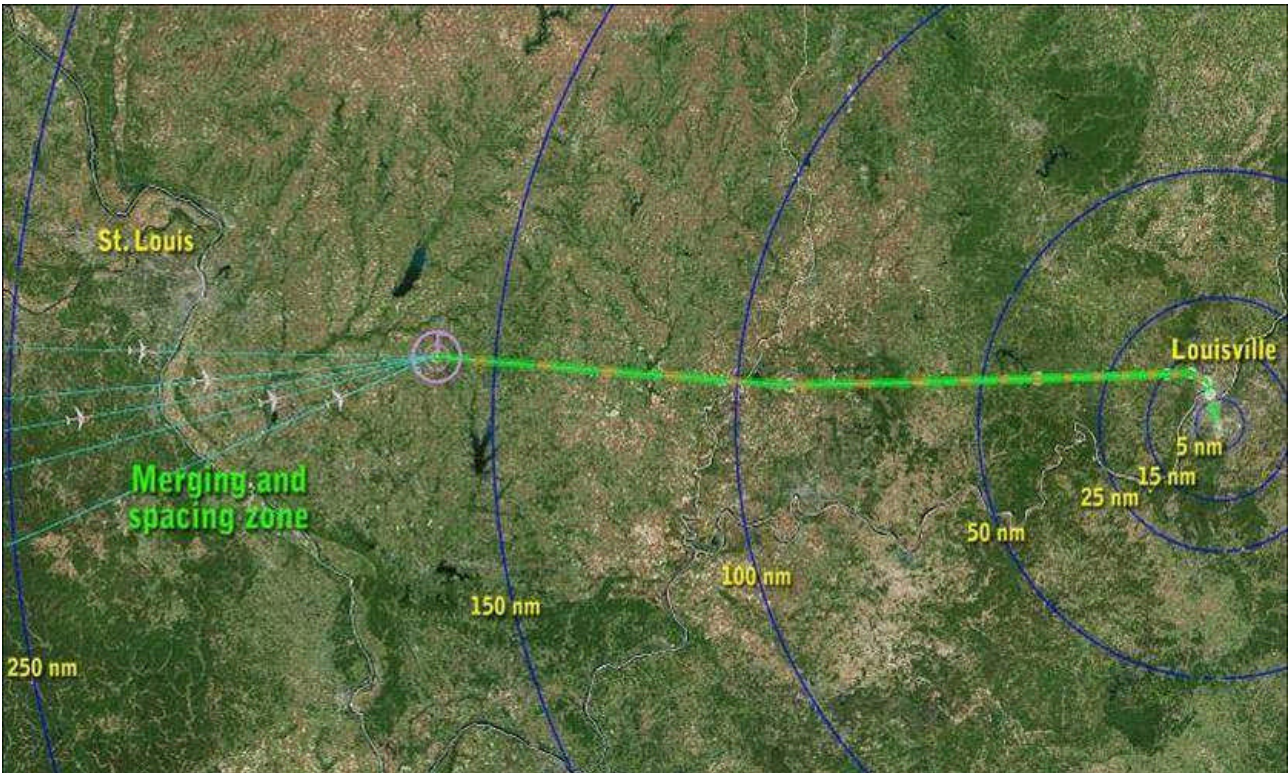 St. Louis
Louisville
5 nm
15 nm
25 nm
Merging and
spacing zone
50 nm
100 nm
150 nm
250 nm